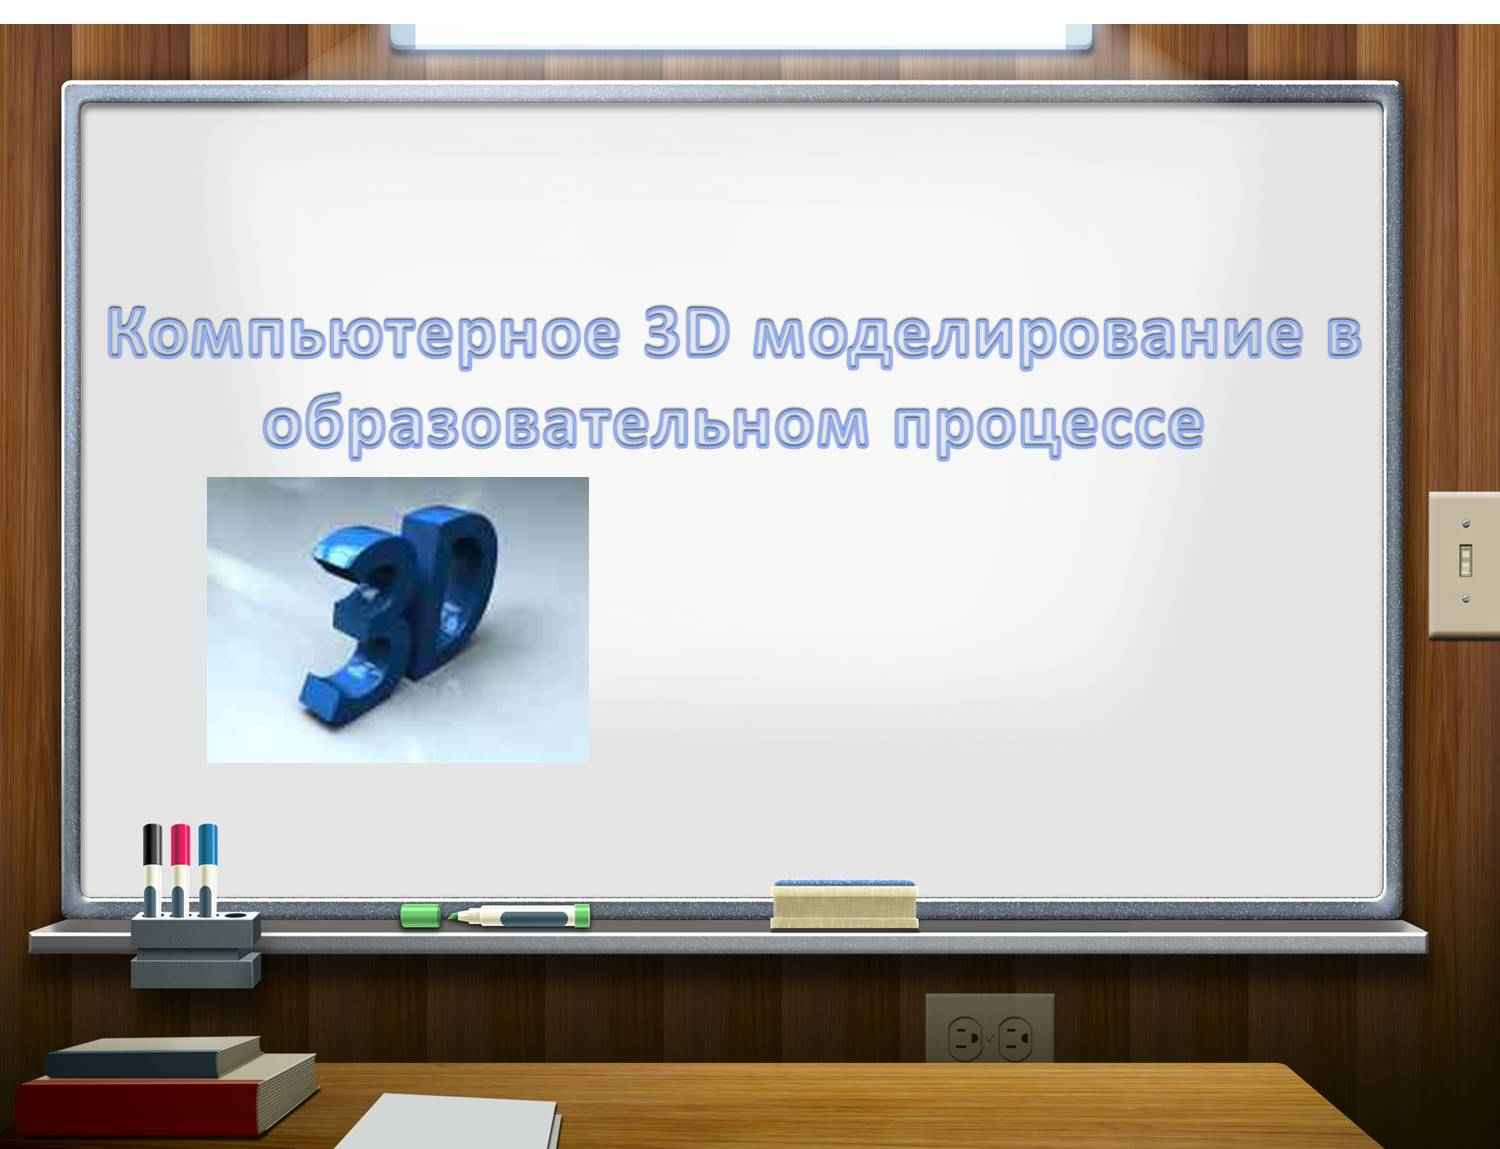 Компьютерное 3D моделирование в
образовательном процессе
3D